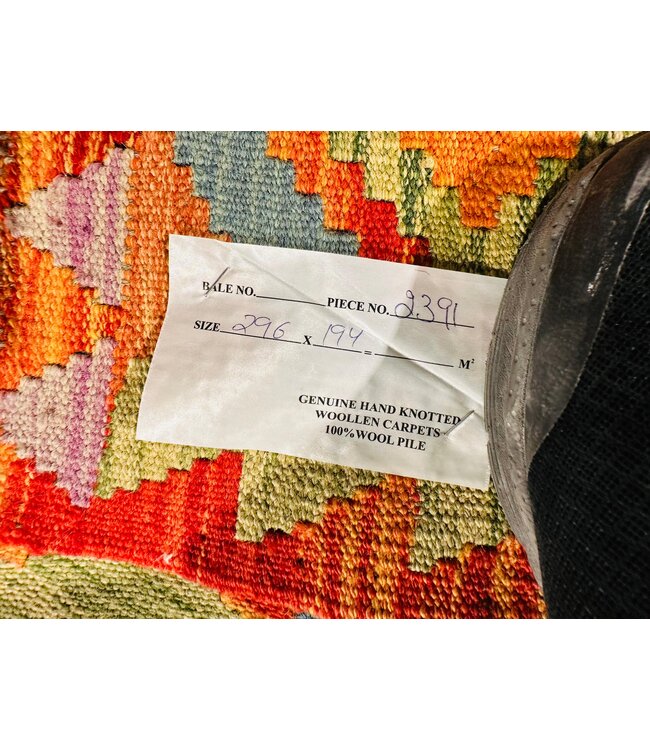 BALE NO. PIECE NO. 2391
SIZE 296 X 194 = M²
GENUINE HAND KNOTTED
WOOLLEN CARPETS
100%WOOL PILE